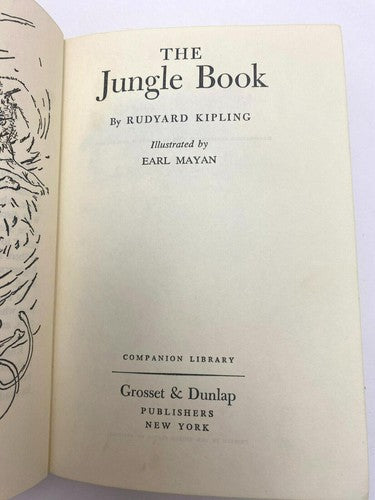 THE
Jungle Book
By RUDYARD KIPLING
Illustrated by
EARL MAYAN
COMPANION LIBRARY
Grosset & Dunlap
PUBLISHERS
NEW YORK